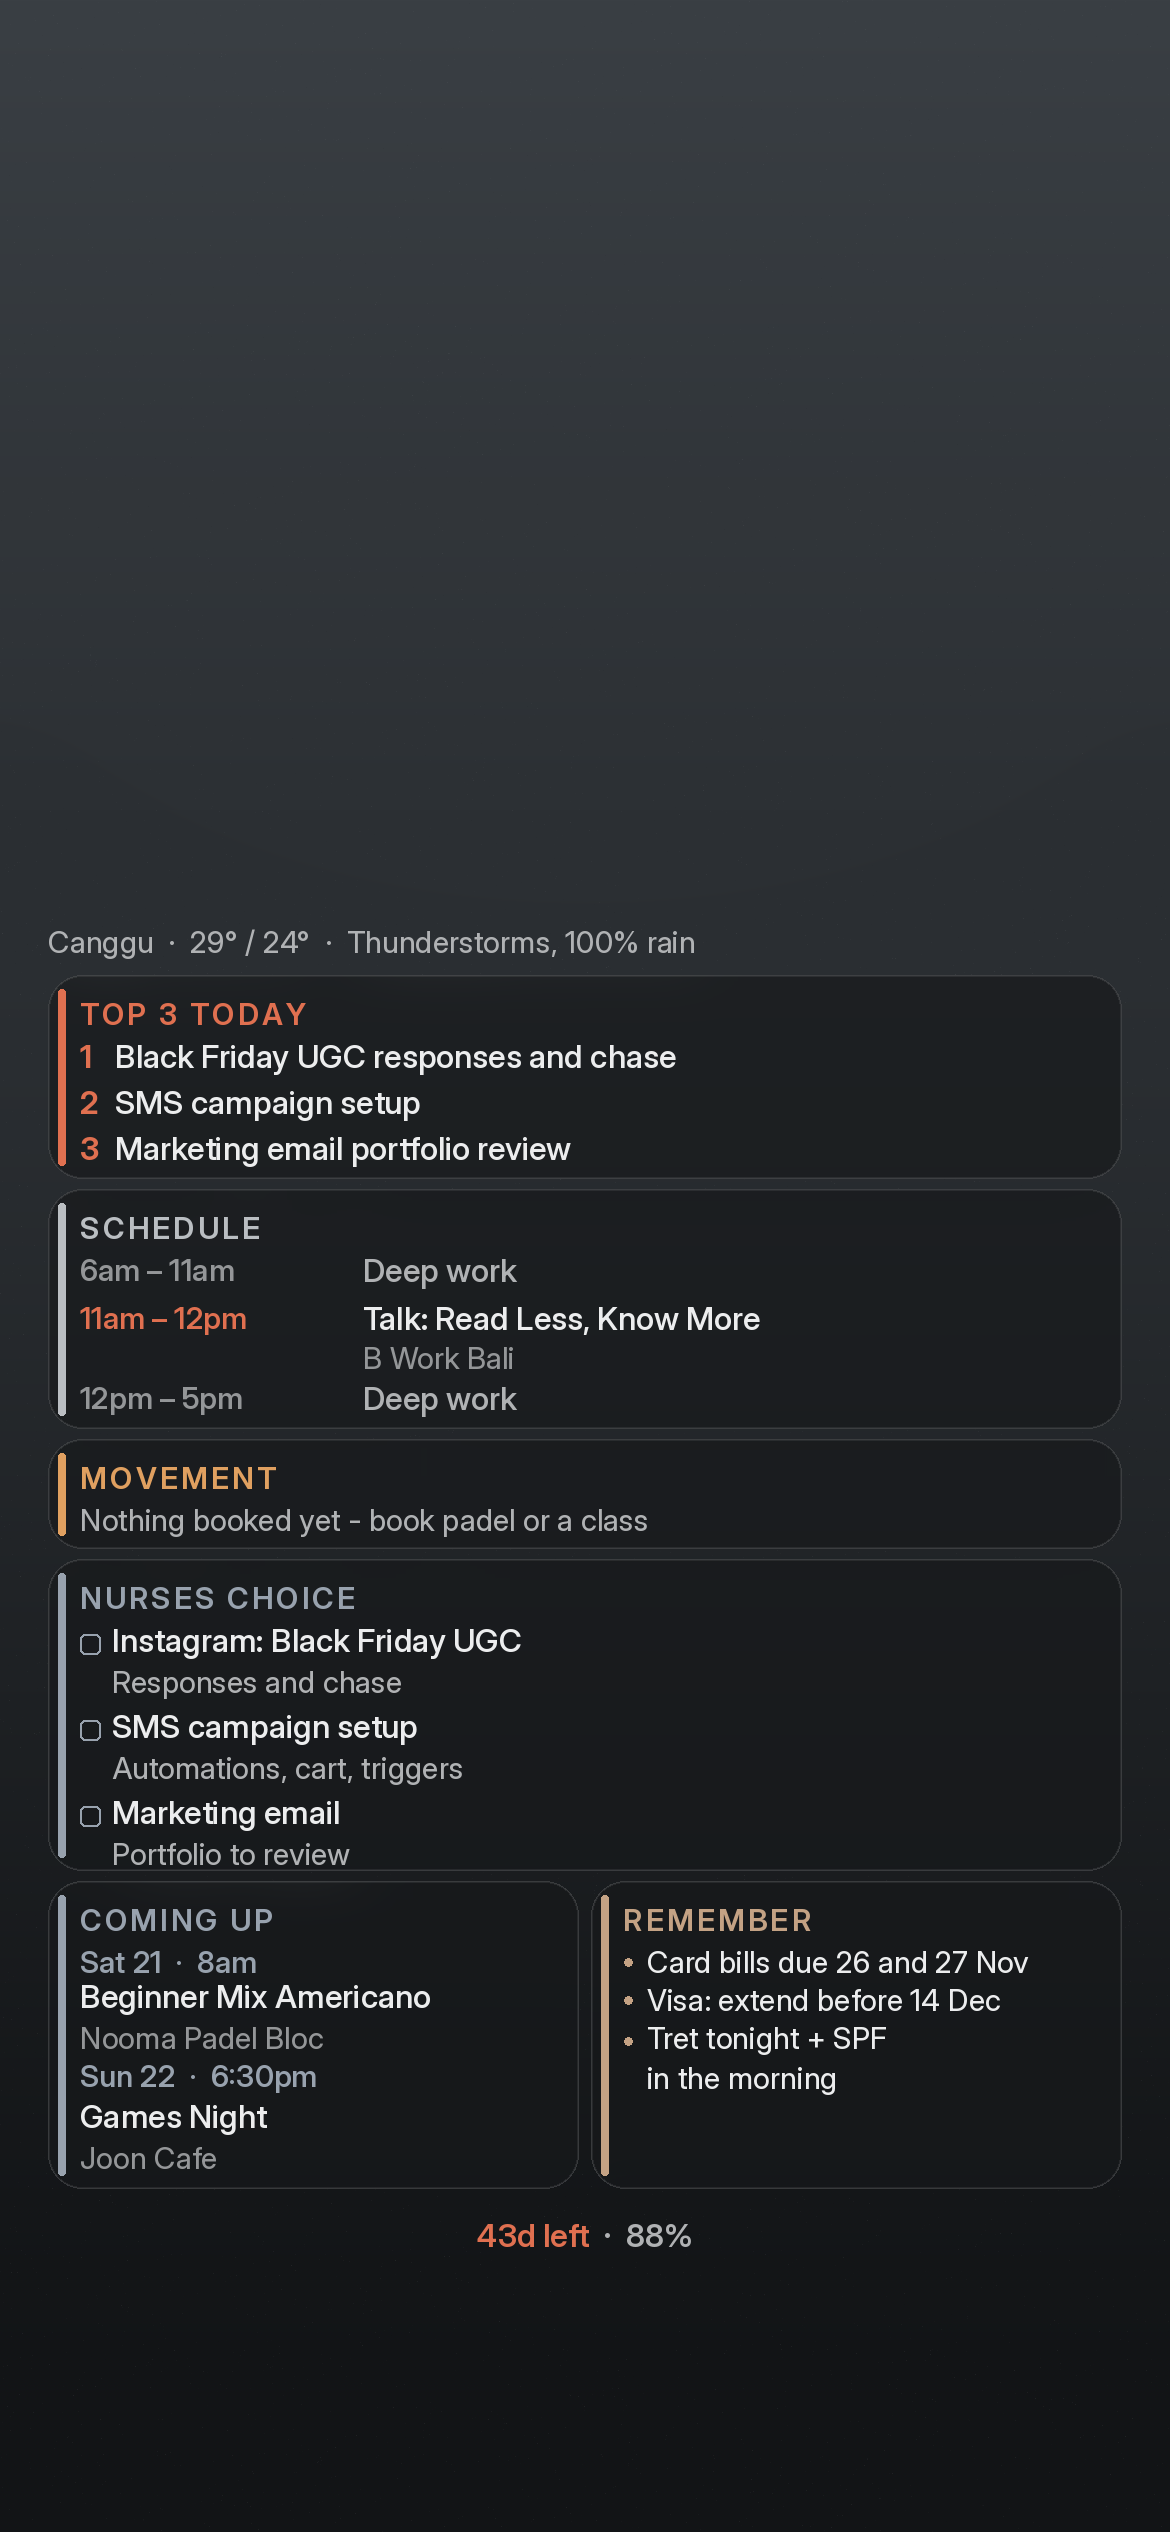 Canggu · 29° / 24° · Thunderstorms, 100% rain
TOP 3 TODAY
1 Black Friday UGC responses and chase
2 SMS campaign setup
3 Marketing email portfolio review
SCHEDULE
6am – 11am Deep work
11am – 12pm Talk: Read Less, Know More
B Work Bali
12pm – 5pm Deep work
MOVEMENT
Nothing booked yet - book padel or a class
NURSES CHOICE
Instagram: Black Friday UGC
Responses and chase
SMS campaign setup
Automations, cart, triggers
Marketing email
Portfolio to review
COMING UP
Sat 21 · 8am
Beginner Mix Americano
Nooma Padel Bloc
Sun 22 · 6:30pm
Games Night
Joon Cafe
REMEMBER
• Card bills due 26 and 27 Nov
• Visa: extend before 14 Dec
• Tret tonight + SPF
in the morning
43d left · 88%